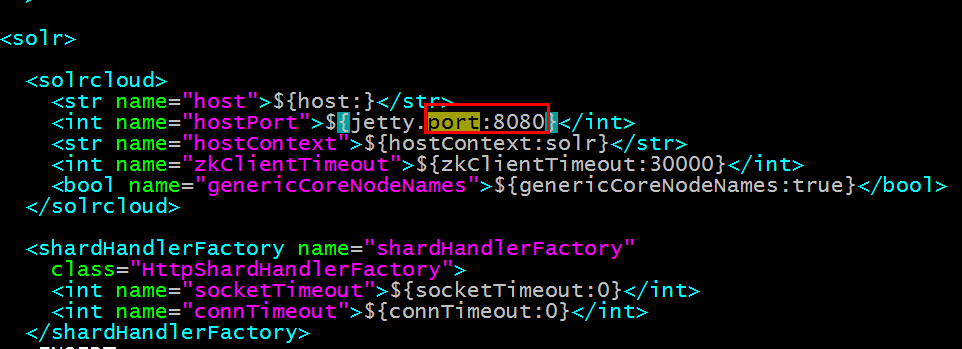 <solr>
<solrcloud>
<str name="host">${host:}</str>
<int name="hostPort">${jetty.port:8080}</int>
<str name="hostContext">${hostContext:solr}</str>
<int name="zkClientTimeout">${zkClientTimeout:30000}</int>
<bool name="genericCoreNodeNames">${genericCoreNodeNames:true}</bool>
</solrcloud>
<shardHandlerFactory name="shardHandlerFactory"
class="HttpShardHandlerFactory">
<int name="socketTimeout">${socketTimeout:0}</int>
<int name="connTimeout">${connTimeout:0}</int>
</shardHandlerFactory>